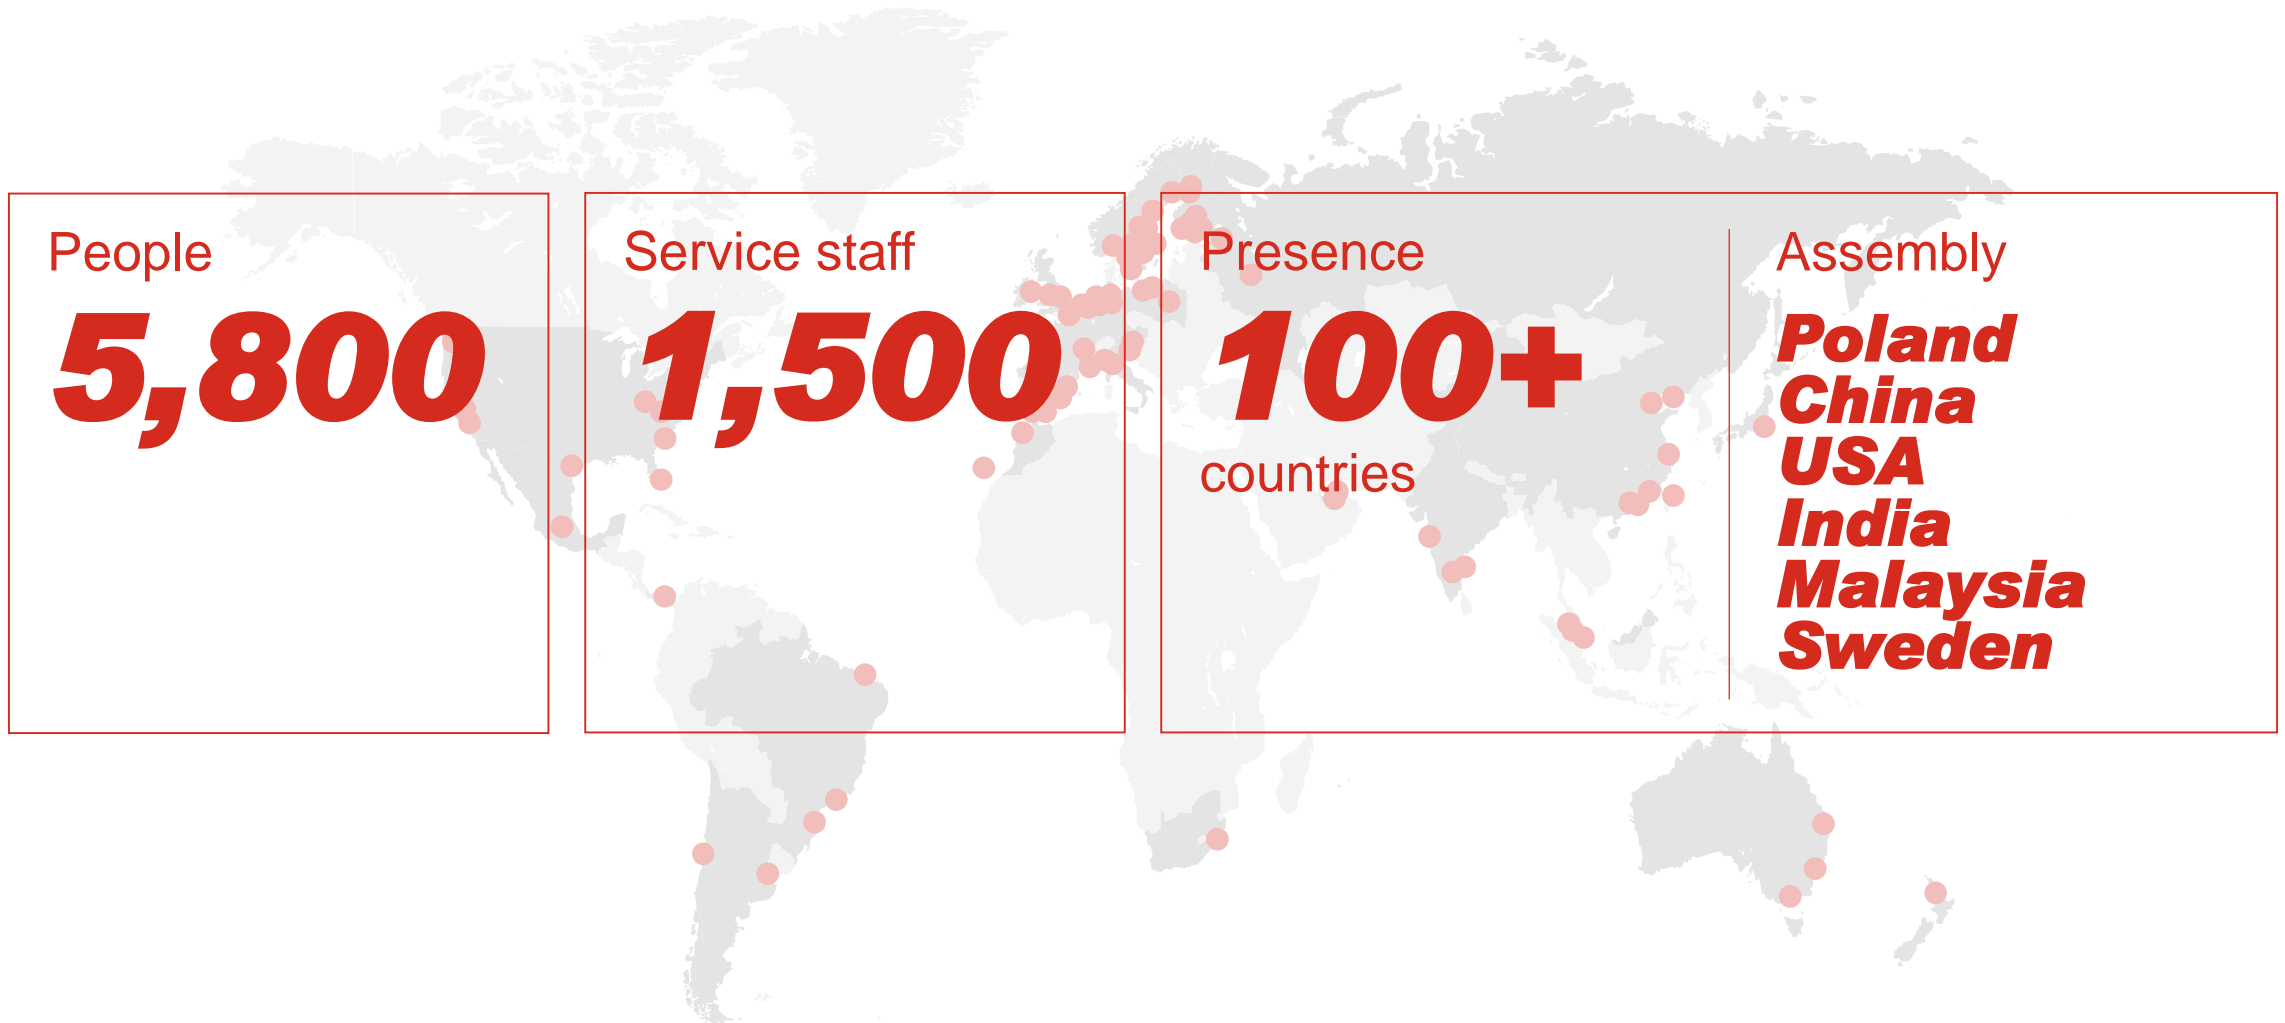 People
5,800
Service staff
1,500
Presence
100+
countries
Assembly
Poland
China
USA
India
Malaysia
Sweden